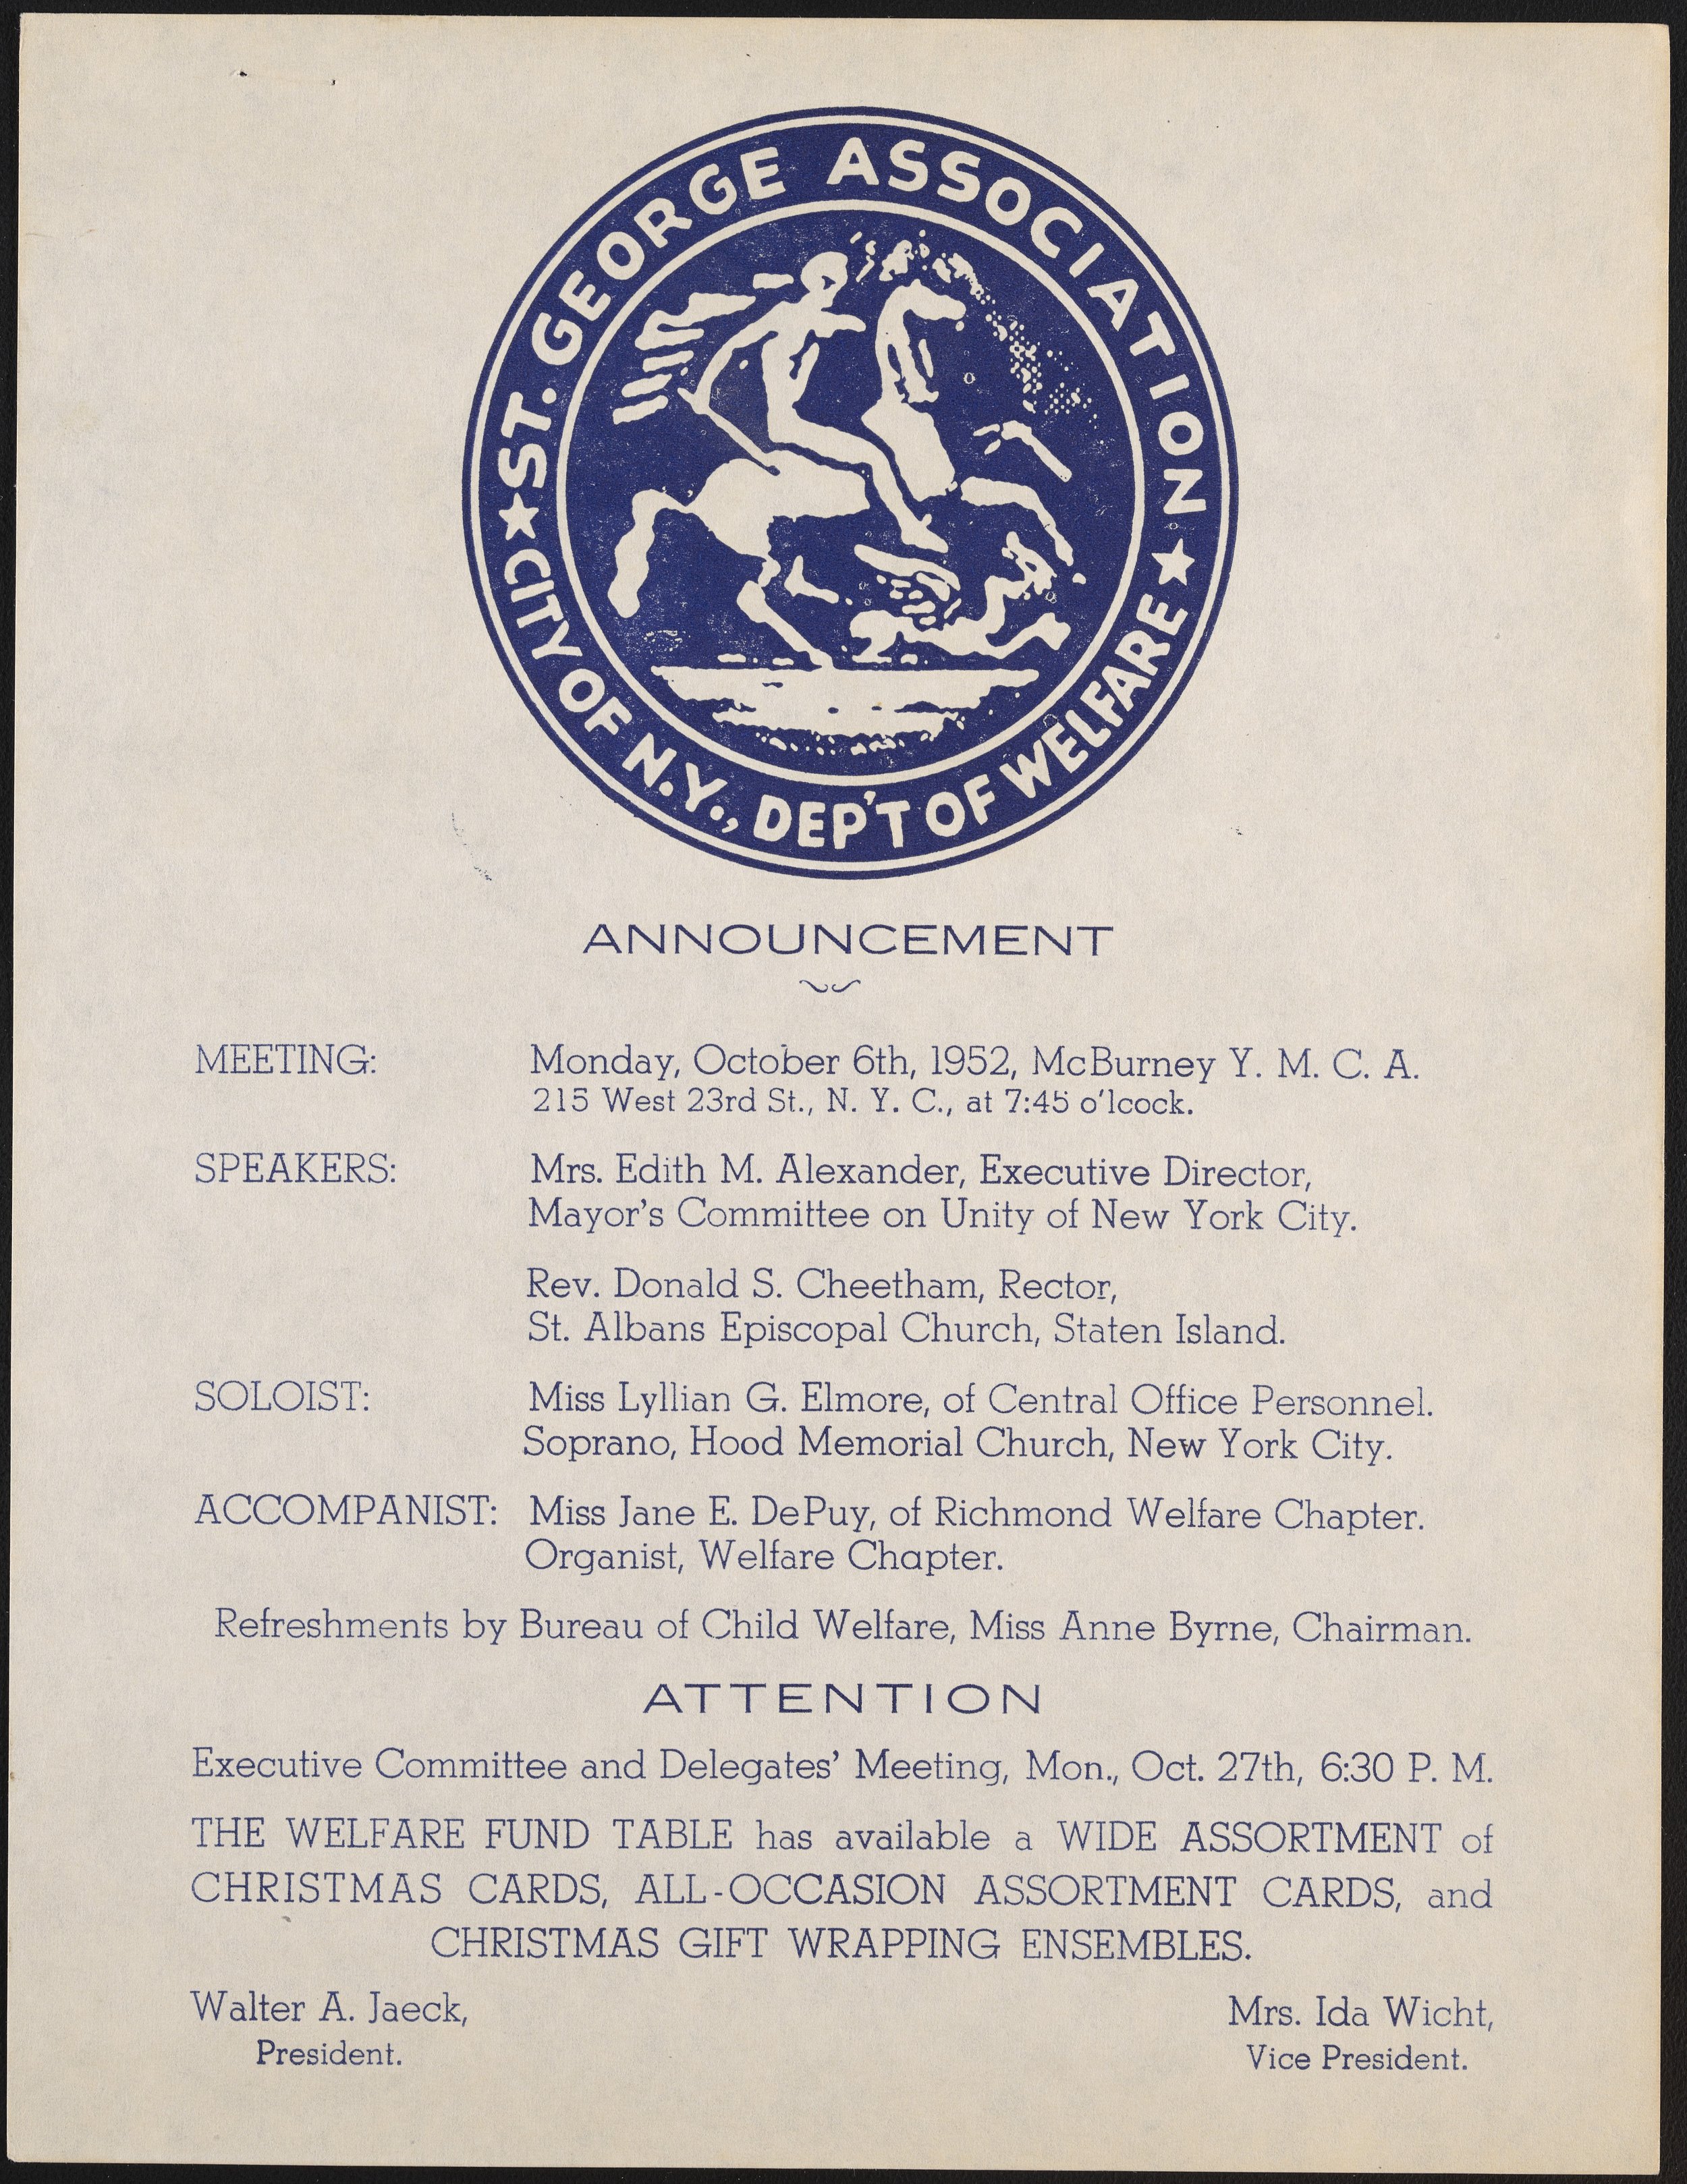 ★ ST. GEORGE ASSOCIATION ★
CITY OF N.Y., DEP'T OF WELFARE
ANNOUNCEMENT
MEETING: Monday, October 6th, 1952, McBurney Y. M. C. A.
215 West 23rd St., N. Y. C., at 7:45 o'lcock.
SPEAKERS: Mrs. Edith M. Alexander, Executive Director,
Mayor's Committee on Unity of New York City.
Rev. Donald S. Cheetham, Rector,
St. Albans Episcopal Church, Staten Island.
SOLOIST: Miss Lyllian G. Elmore, of Central Office Personnel.
Soprano, Hood Memorial Church, New York City.
ACCOMPANIST: Miss Jane E. DePuy, of Richmond Welfare Chapter.
Organist, Welfare Chapter.
Refreshments by Bureau of Child Welfare, Miss Anne Byrne, Chairman.
ATTENTION
Executive Committee and Delegates' Meeting, Mon., Oct. 27th, 6:30 P. M.
THE WELFARE FUND TABLE has available a WIDE ASSORTMENT of
CHRISTMAS CARDS, ALL-OCCASION ASSORTMENT CARDS, and
CHRISTMAS GIFT WRAPPING ENSEMBLES.
Walter A. Jaeck,
President.
Mrs. Ida Wicht,
Vice President.